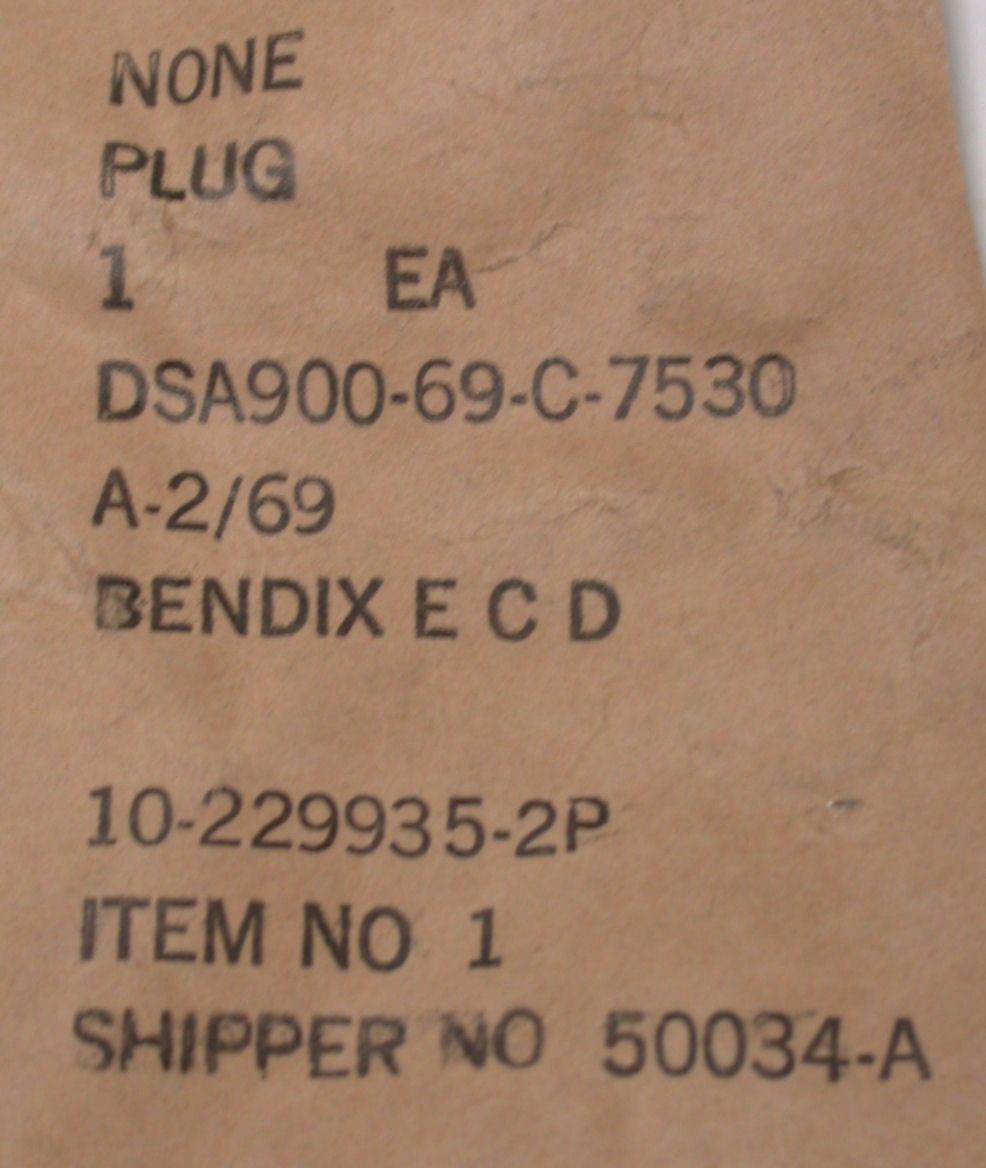 NONE
PLUG
1 EA
DSA900-69-C-7530
A-2/69
BENDIX E C D
10-229935-2P
ITEM NO 1
SHIPPER NO 50034-A